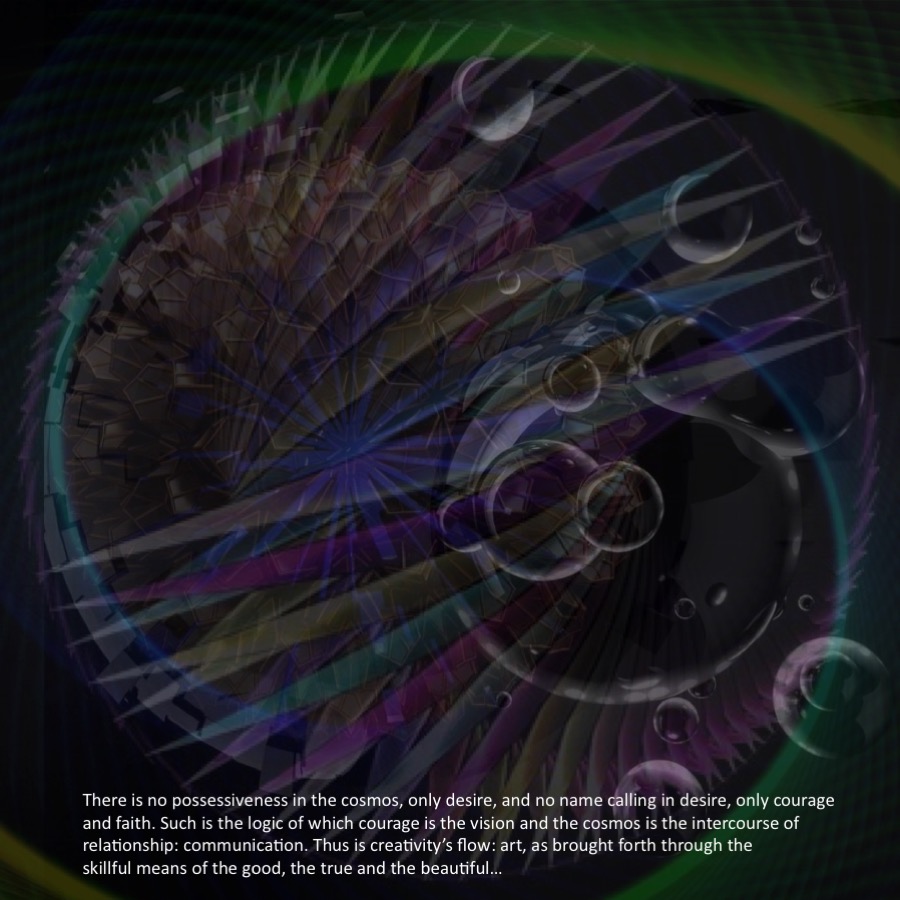 There is no possessiveness in the cosmos, only desire, and no name calling in desire, only courage
and faith. Such is the logic of which courage is the vision and the cosmos is the intercourse of
relationship: communication. Thus is creativity’s flow: art, as brought forth through the
skillful means of the good, the true and the beautiful...